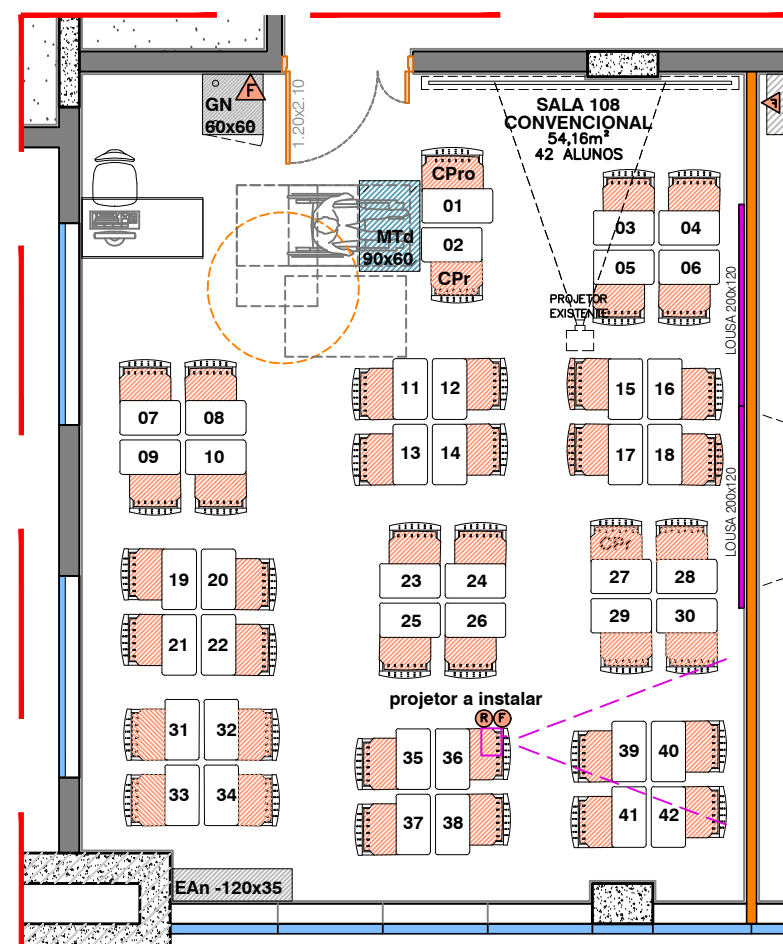 GN
60x60
F
1.20x2.10
SALA 108
CONVENCIONAL
54,16m²
42 ALUNOS
F
CPro
01
02
CPr
MTd
90x60
03
04
05
06
PROJETOR
EXISTENTE
LOUSA 200x120
LOUSA 200x120
07
08
09
10
11
12
13
14
15
16
17
18
19
20
21
22
23
24
25
26
CPr
27
28
29
30
projetor a instalar
R F
31
32
33
34
35
36
37
38
39
40
41
42
EAn -120x35